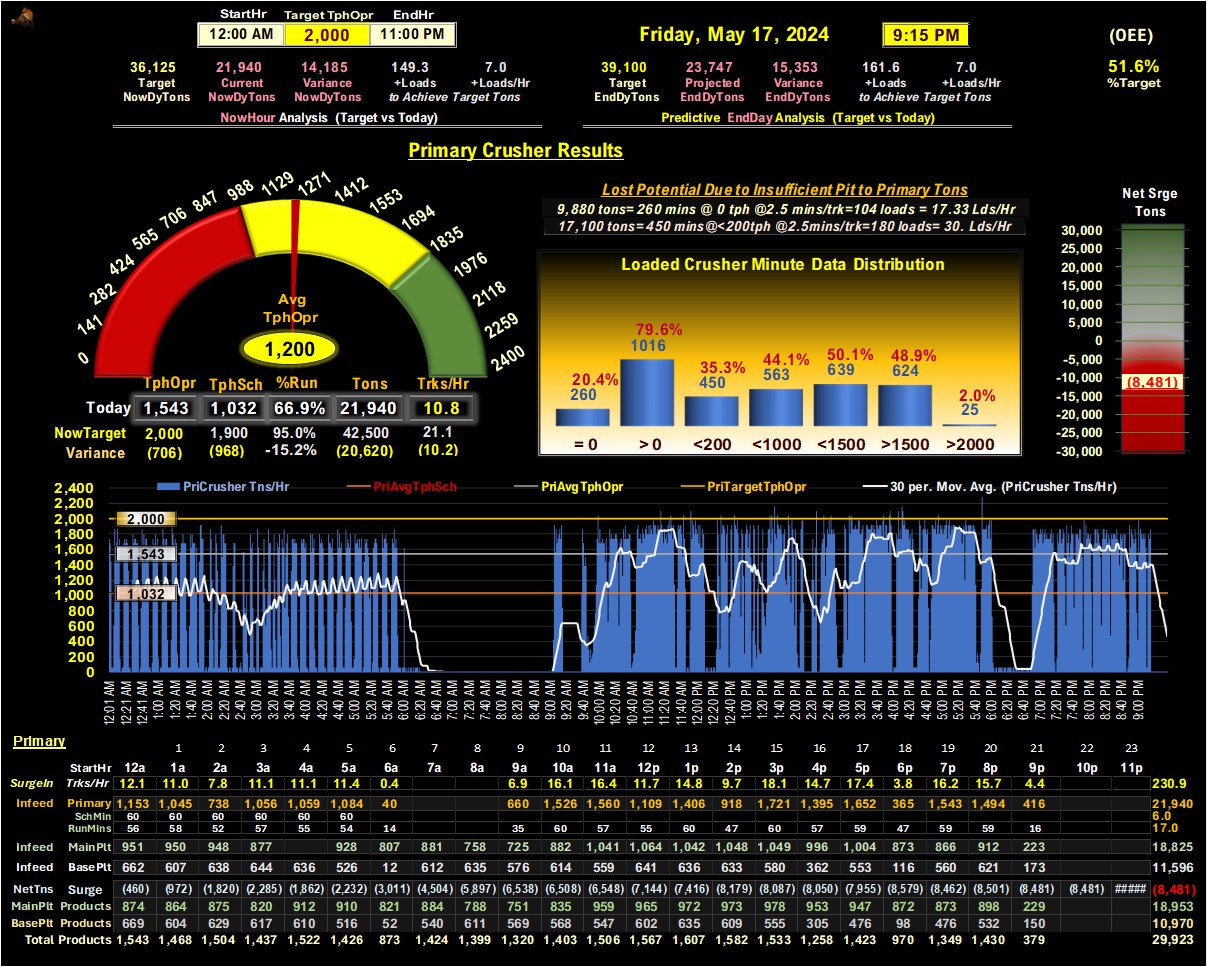 StartHr Target TphOpr EndHr
12:00 AM 2,000 11:00 PM
Friday, May 17, 2024 9:15 PM (OEE)
36,125 21,940 14,185 149.3 7.0 39,100 23,747 15,353 161.6 7.0 51.6%
Target Current Variance +Loads +Loads/Hr Target Projected Variance +Loads +Loads/Hr %Target
NowDyTons NowDyTons NowDyTons to Achieve Target Tons EndDyTons EndDyTons EndDyTons to Achieve Target Tons
NowHour Analysis (Target vs Today) Predictive EndDay Analysis (Target vs Today)
Primary Crusher Results
0 141 282 424 565 706 847 988 1129 1271 1412 1553 1694 1835 1976 2118 2259 2400
Avg
TphOpr
1,200
TphOpr TphSch %Run Tons Trks/Hr
Today 1,543 1,032 66.9% 21,940 10.8
NowTarget 2,000 1,900 95.0% 42,500 21.1
Variance (706) (968) -15.2% (20,620) (10.2)
Lost Potential Due to Insufficient Pit to Primary Tons
9,880 tons= 260 mins @ 0 tph @2.5 mins/trk=104 loads = 17.33 Lds/Hr
17,100 tons=450 mins@<200tph @2.5mins/trk=180 loads= 30. Lds/Hr
Loaded Crusher Minute Data Distribution
20.4% 79.6% 35.3% 44.1% 50.1% 48.9% 2.0%
260 1016 450 563 639 624 25
= 0 > 0 <200 <1000 <1500 >1500 >2000
Net Srge
Tons
30,000
25,000
20,000
15,000
10,000
5,000
0
-5,000
-10,000
(8,481)
-15,000
-20,000
-25,000
-30,000
PriCrusher Tns/Hr PriAvgTphSch PriAvgTphOpr PriTargetTphOpr 30 per. Mov. Avg. (PriCrusher Tns/Hr)
2,400
2,200
2,000 2,000
1,800
1,600 1,543
1,400
1,200
1,000 1,032
800
600
400
200
0
12:01 AM 12:21 AM 12:41 AM 1:00 AM 1:20 AM 1:40 AM 2:00 AM 2:20 AM 2:40 AM 3:00 AM 3:20 AM 3:40 AM 4:00 AM 4:20 AM 4:40 AM 5:00 AM 5:20 AM 5:40 AM 6:00 AM 6:20 AM 6:40 AM 7:00 AM 7:20 AM 7:40 AM 8:00 AM 8:20 AM 8:40 AM 9:00 AM 9:20 AM 9:40 AM 10:00 AM 10:20 AM 10:40 AM 11:00 AM 11:20 AM 11:40 AM 12:00 PM 12:20 PM 12:40 PM 1:00 PM 1:20 PM 1:40 PM 2:00 PM 2:20 PM 2:40 PM 3:00 PM 3:20 PM 3:40 PM 4:00 PM 4:20 PM 4:40 PM 5:00 PM 5:20 PM 5:40 PM 6:00 PM 6:20 PM 6:40 PM 7:00 PM 7:20 PM 7:40 PM 8:00 PM 8:20 PM 8:40 PM 9:00 PM
Primary
1 2 3 4 5 6 7 8 9 10 11 12 13 14 15 16 17 18 19 20 21 22 23
StartHr 12a 1a 2a 3a 4a 5a 6a 7a 8a 9a 10a 11a 12p 1p 2p 3p 4p 5p 6p 7p 8p 9p 10p 11p
SurgeIn Trks/Hr 12.1 11.0 7.8 11.1 11.1 11.4 0.4 6.9 16.1 16.4 11.7 14.8 9.7 18.1 14.7 17.4 3.8 16.2 15.7 4.4 230.9
Infeed Primary 1,153 1,045 738 1,056 1,059 1,084 40 660 1,526 1,560 1,109 1,406 918 1,721 1,395 1,652 365 1,543 1,494 416 21,940
SchMin 60 60 60 60 60 60 6.0
RunMins 56 58 52 57 55 54 14 35 60 57 55 60 47 60 57 59 47 59 59 16 17.0
Infeed MainPlt 951 950 948 877 928 807 881 758 725 882 1,041 1,064 1,042 1,048 1,049 996 1,004 873 866 912 223 18,825
Infeed BasePlt 662 607 638 644 636 526 12 612 635 576 614 559 641 636 633 580 362 553 116 560 621 173 11,596
NetTns Surge (460) (972) (1,820) (2,285) (1,862) (2,232) (3,011) (4,504) (5,897) (6,538) (6,508) (6,548) (7,144) (7,416) (8,179) (8,087) (8,050) (7,955) (8,579) (8,462) (8,501) (8,481) (8,481) ##### (8,481)
MainPlt Products 874 864 875 820 912 910 821 884 788 751 835 959 965 972 973 978 953 947 872 873 898 229 18,953
BasePlt Products 669 604 629 617 610 516 52 540 611 569 568 547 602 635 609 555 305 476 98 476 532 150 10,970
Total Products 1,543 1,468 1,504 1,437 1,522 1,426 873 1,424 1,399 1,320 1,403 1,506 1,567 1,607 1,582 1,533 1,258 1,423 970 1,349 1,430 379 29,923